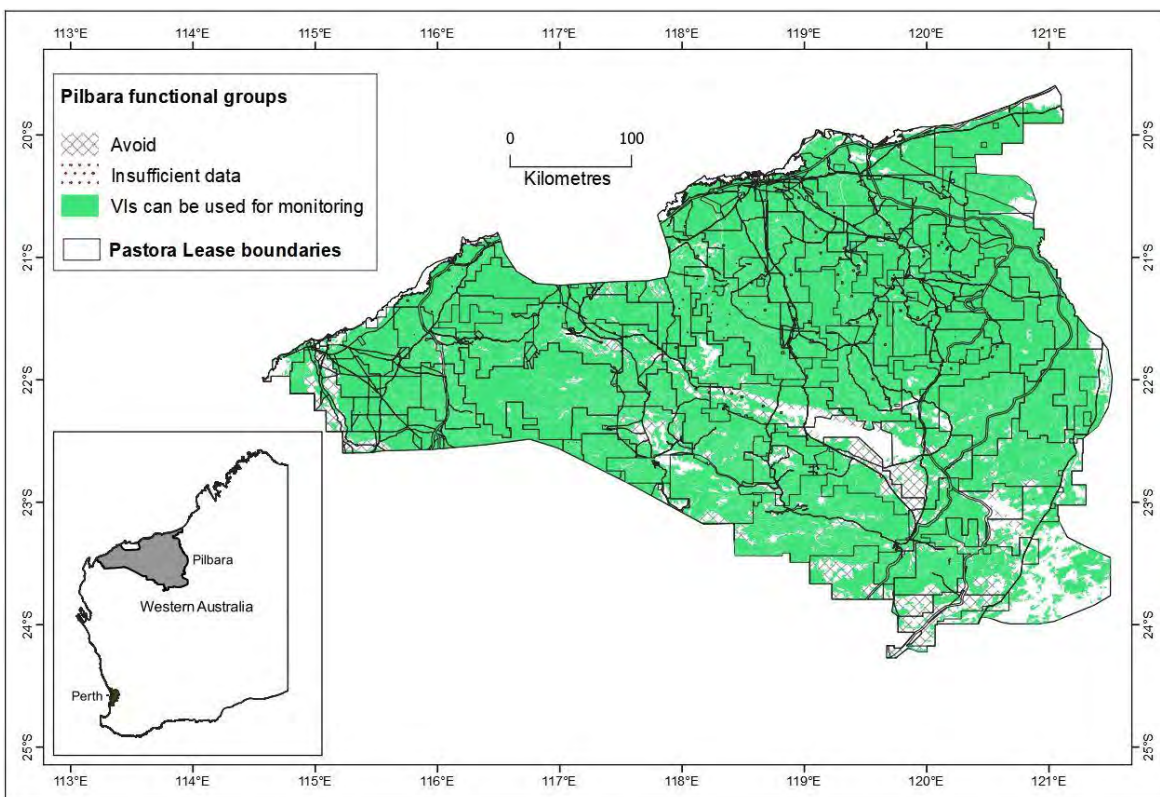 113°E 114°E 115°E 116°E 117°E 118°E 119°E 120°E 121°E
Pilbara functional groups
Avoid
Insufficient data
VIs can be used for monitoring
Pastora Lease boundaries
0 100
Kilometres
20°S 20°S
21°S 21°S
22°S 22°S
23°S 23°S
24°S 24°S
25°S 25°S
Pilbara
Western Australia
Perth
113°E 114°E 115°E 116°E 117°E 118°E 119°E 120°E 121°E